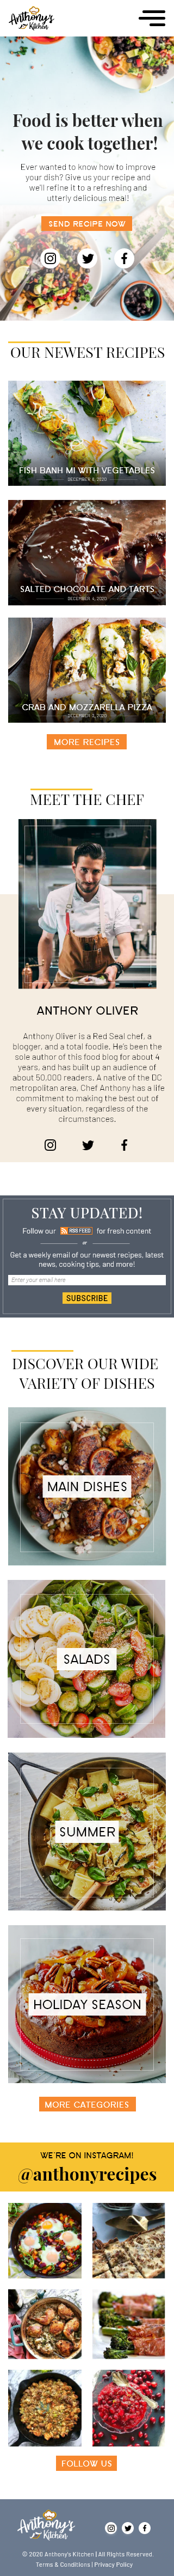 Anthony's
Kitchen
Food is better when
we cook together!
Ever wanted to know how to improve
your dish? Give us your recipe and
we'll refine it to a refreshing and
utterly delicious meal!
SEND RECIPE NOW
OUR NEWEST RECIPES
FISH BANH MI WITH VEGETABLES
DECEMBER 5, 2020
SALTED CHOCOLATE AND TARTS
DECEMBER 4, 2020
CRAB AND MOZZARELLA PIZZA
DECEMBER 3, 2020
MORE RECIPES
MEET THE CHEF
ANTHONY OLIVER
Anthony Oliver is a Red Seal chef, a
blogger, and a total foodie. He's been the
sole author of this food blog for about 4
years, and has built up an audience of
about 50,000 readers. A native of the DC
metropolitan area, Chef Anthony has a life
commitment to making the best out of
every situation, regardless of their
circumstances.
STAY UPDATED!
Follow our RSS FEED for fresh content
or
Get a weekly email of our newest recipes, latest
news, cooking tips, and more!
Enter your email here
SUBSCRIBE
DISCOVER OUR WIDE
VARIETY OF DISHES
MAIN DISHES
SALADS
SUMMER
HOLIDAY SEASON
MORE CATEGORIES
WE'RE ON INSTAGRAM!
@anthonyrecipes
FOLLOW US
Anthony's
Kitchen
© 2020 Anthony's Kitchen | All Rights Reserved.
Terms & Conditions | Privacy Policy